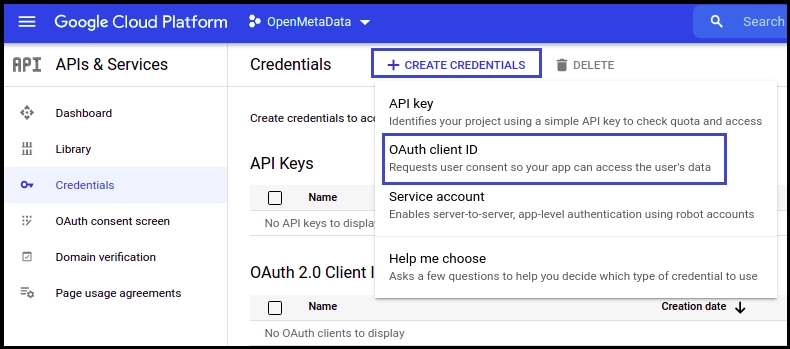 Google Cloud Platform OpenMetaData Search
API APIs & Services Credentials + CREATE CREDENTIALS DELETE
Dashboard
Library
Credentials
OAuth consent screen
Domain verification
Page usage agreements
Create credentials to acc
API key
Identifies your project using a simple API key to check quota and access
OAuth client ID
Requests user consent so your app can access the user's data
Service account
Enables server-to-server, app-level authentication using robot accounts
Help me choose
Asks a few questions to help you decide which type of credential to use
API Keys
Name
No API keys to display
OAuth 2.0 Client I
Name Creation date
No OAuth clients to display